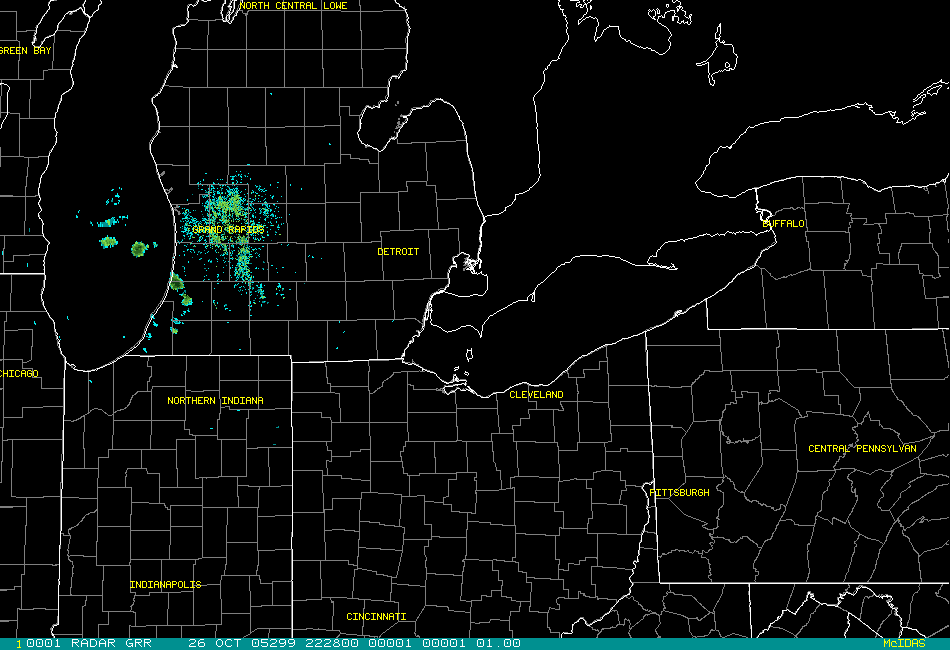 NORTH CENTRAL LOWE
GREEN BAY
GRAND RAPIDS
BUFFALO
DETROIT
CHICAGO
NORTHERN INDIANA
CLEVELAND
CENTRAL PENNSYLVAN
PITTSBURGH
INDIANAPOLIS
CINCINNATI
10001 RADAR GRR 26 OCT 05299 222800 00001 00001 01.00 McIDAS